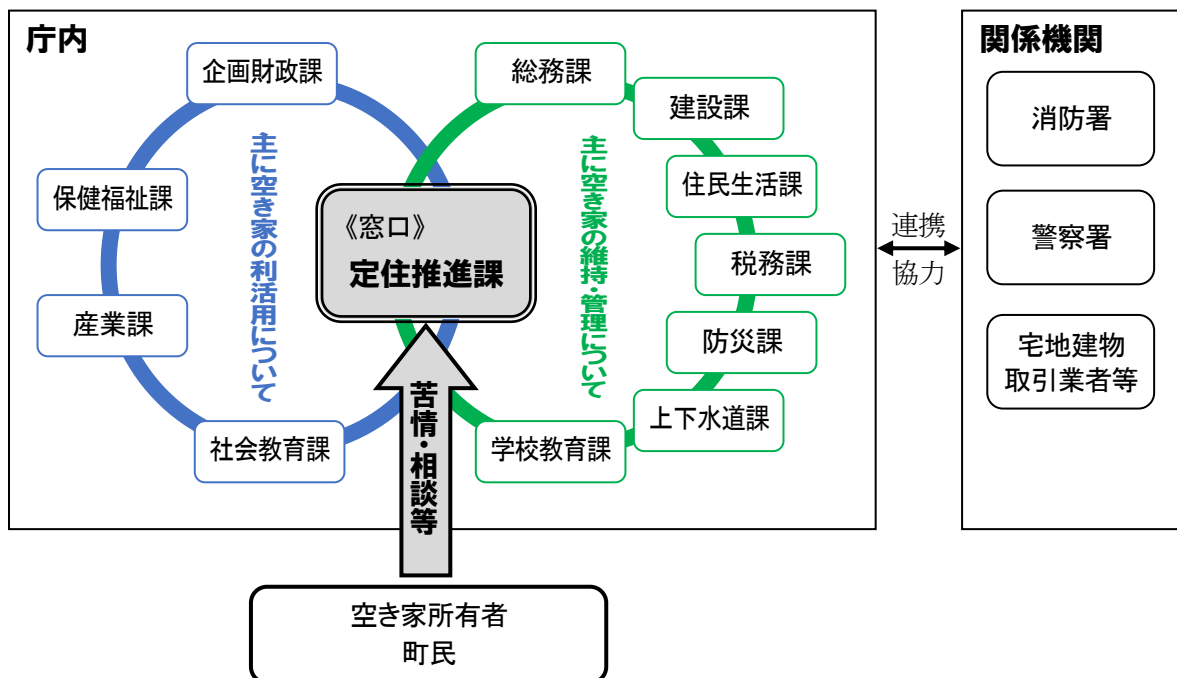 庁内
企画財政課
保健福祉課
産業課
社会教育課
主に空き家の利活用について
《窓口》
定住推進課
総務課
建設課
住民生活課
税務課
防災課
上下水道課
学校教育課
主に空き家の維持・管理について
苦情・相談等
空き家所有者
町民
連携
協力
関係機関
消防署
警察署
宅地建物
取引業者等